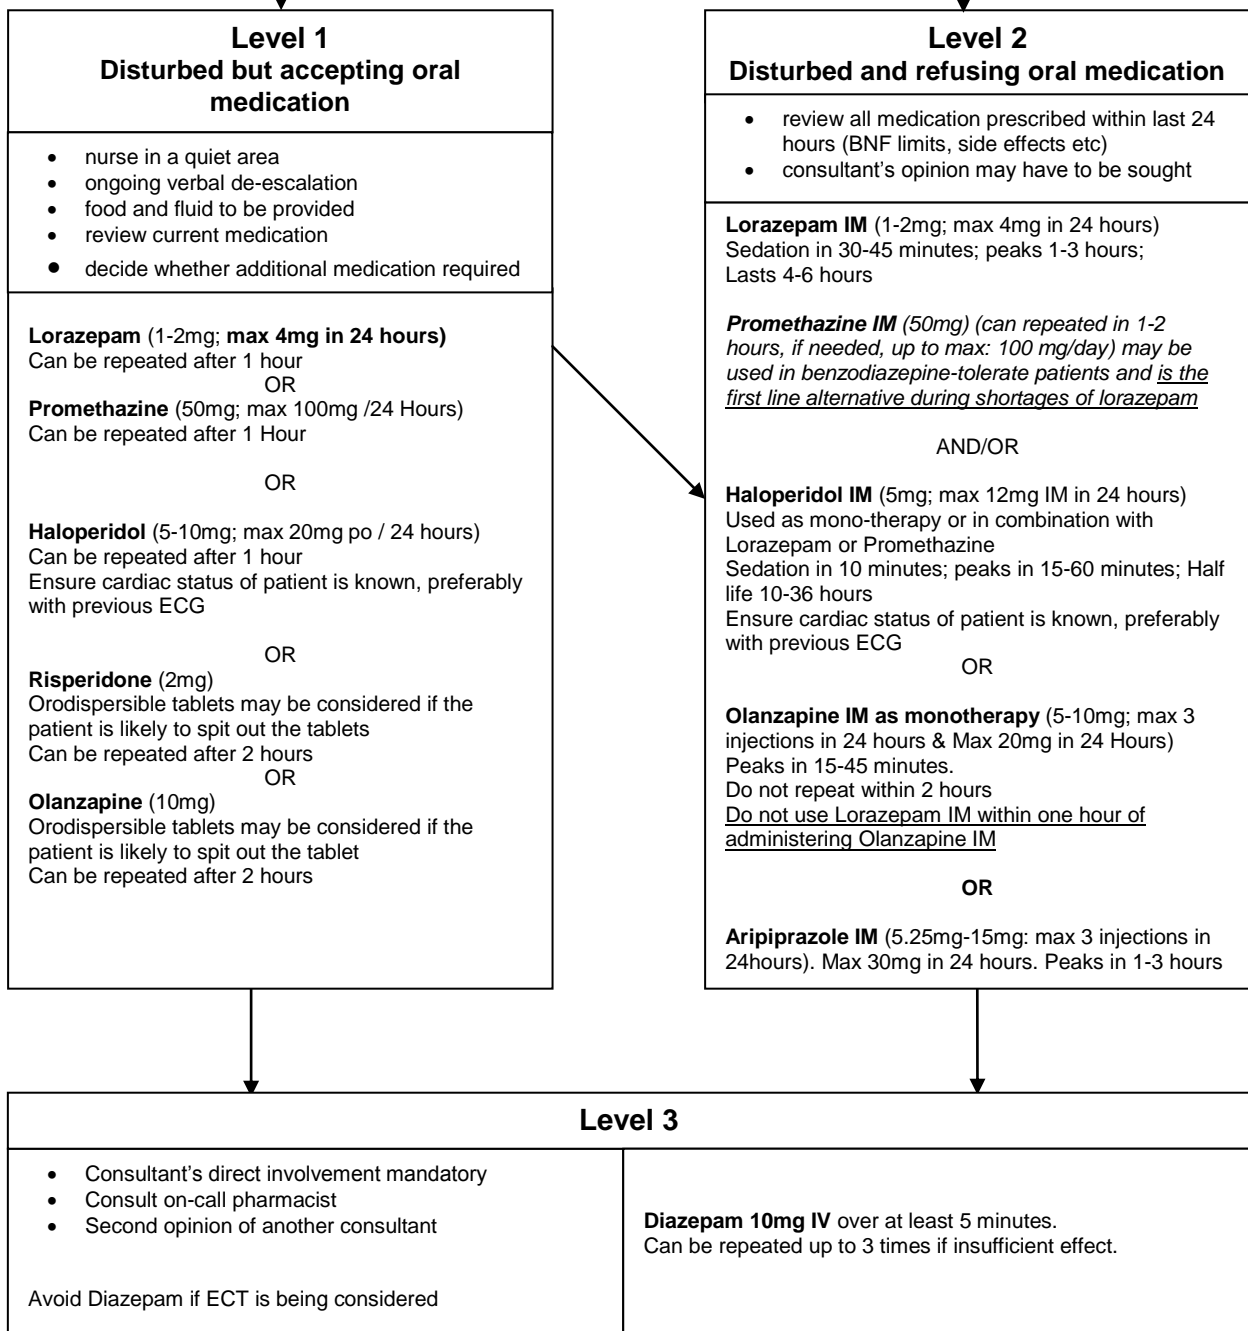 Level 1
Disturbed but accepting oral
medication
• nurse in a quiet area
• ongoing verbal de-escalation
• food and fluid to be provided
• review current medication
• decide whether additional medication required
Lorazepam (1-2mg; max 4mg in 24 hours)
Can be repeated after 1 hour
OR
Promethazine (50mg; max 100mg /24 Hours)
Can be repeated after 1 Hour
OR
Haloperidol (5-10mg; max 20mg po / 24 hours)
Can be repeated after 1 hour
Ensure cardiac status of patient is known, preferably
with previous ECG
OR
Risperidone (2mg)
Orodispersible tablets may be considered if the
patient is likely to spit out the tablets
Can be repeated after 2 hours
OR
Olanzapine (10mg)
Orodispersible tablets may be considered if the
patient is likely to spit out the tablet
Can be repeated after 2 hours
Level 2
Disturbed and refusing oral medication
• review all medication prescribed within last 24
hours (BNF limits, side effects etc)
• consultant's opinion may have to be sought
Lorazepam IM (1-2mg; max 4mg in 24 hours)
Sedation in 30-45 minutes; peaks 1-3 hours;
Lasts 4-6 hours
Promethazine IM (50mg) (can repeated in 1-2
hours, if needed, up to max: 100 mg/day) may be
used in benzodiazepine-tolerate patients and is the
first line alternative during shortages of lorazepam
AND/OR
Haloperidol IM (5mg; max 12mg IM in 24 hours)
Used as mono-therapy or in combination with
Lorazepam or Promethazine
Sedation in 10 minutes; peaks in 15-60 minutes; Half
life 10-36 hours
Ensure cardiac status of patient is known, preferably
with previous ECG
OR
Olanzapine IM as monotherapy (5-10mg; max 3
injections in 24 hours & Max 20mg in 24 Hours)
Peaks in 15-45 minutes.
Do not repeat within 2 hours
Do not use Lorazepam IM within one hour of
administering Olanzapine IM
OR
Aripiprazole IM (5.25mg-15mg: max 3 injections in
24hours). Max 30mg in 24 hours. Peaks in 1-3 hours
Level 3
• Consultant's direct involvement mandatory
• Consult on-call pharmacist
• Second opinion of another consultant
Avoid Diazepam if ECT is being considered
Diazepam 10mg IV over at least 5 minutes.
Can be repeated up to 3 times if insufficient effect.